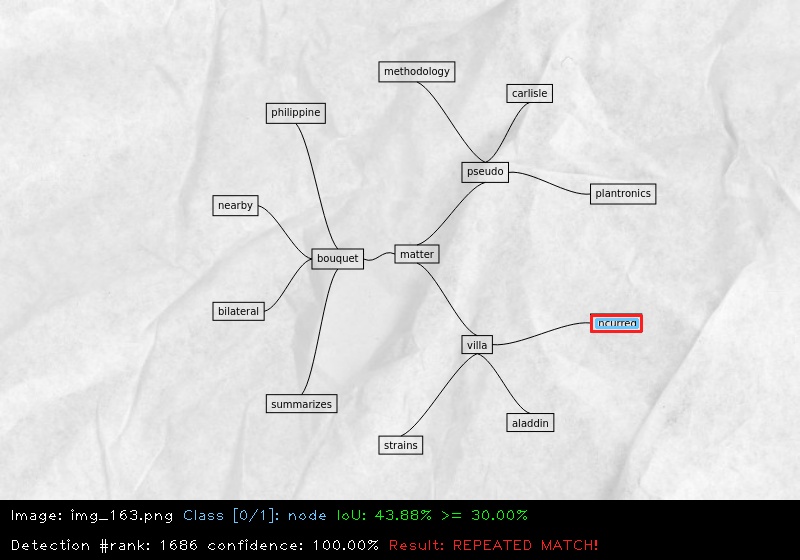 methodology
carlisle
philippine
pseudo
plantronics
nearby
matter
bouquet
bilateral
villa
summarizes
aladdin
strains
Image: img_163.png Class [0/1]: node IoU: 43.88% >= 30.00%
Detection #rank: 1686 confidence: 100.00% Result: REPEATED MATCH!